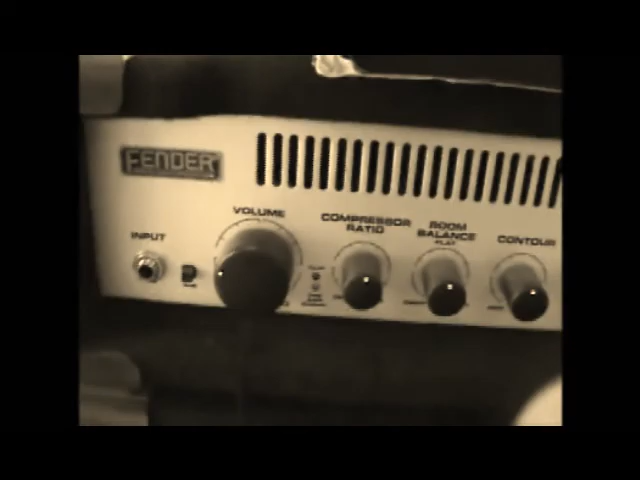 FENDER
INPUT
VOLUME
COMPRESSOR
RATIO
ROOM
BALANCE
FLAT
CONTOUR